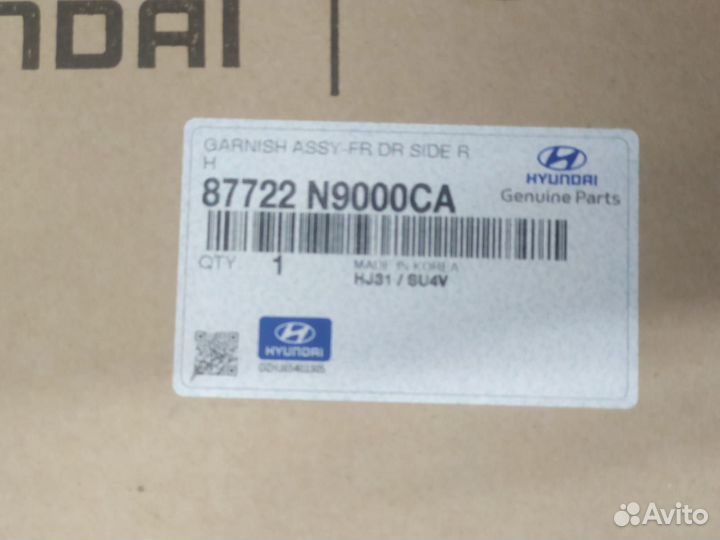 NDAI
GARNISH ASSY-FR DR SIDE R
H
87722 N9000CA
HYUNDAI
Genuine Parts
QTY 1
MADE IN KOREA
HJ31 / SU4V
HYUNDAI
Avito